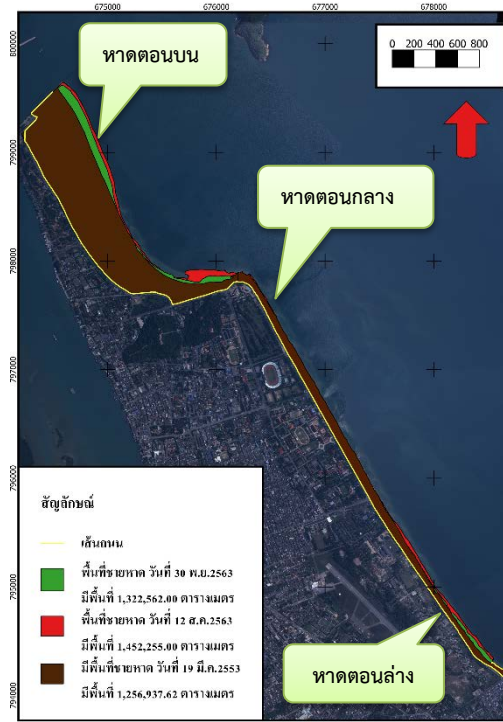 675000 676000 677000 678000
800000
799000
798000
797000
796000
795000
794000
0 200 400 600 800
หาดตอนบน
หาดตอนกลาง
หาดตอนล่าง
สัญลักษณ์
เส้นถนน
พื้นที่ชายหาด วันที่ 30 พ.ย.2563
มีพื้นที่ 1,322,562.00 ตารางเมตร
พื้นที่ชายหาด วันที่ 12 ส.ค.2563
มีพื้นที่ 1,452,255.00 ตารางเมตร
มีพื้นที่ชายหาด วันที่ 19 มี.ค.2553
มีพื้นที่ 1,256,937.62 ตารางเมตร